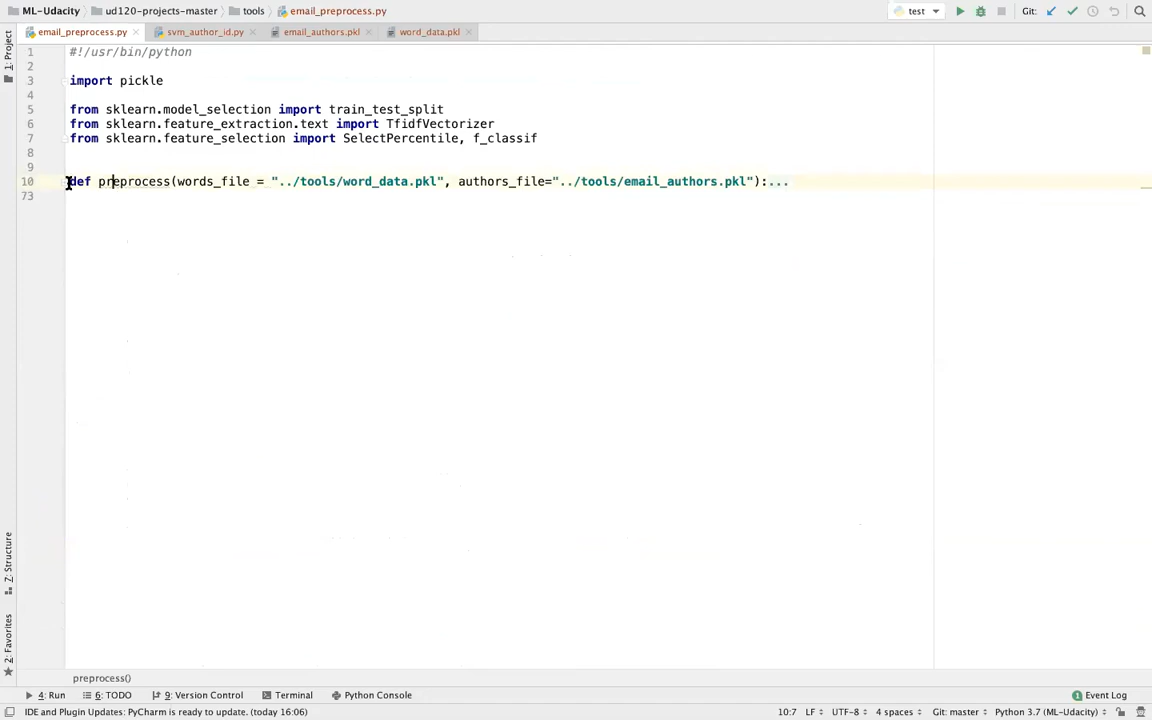 ML-Udacity ud120-projects-master tools email_preprocess.py test Git:
email_preprocess.py svm_author_id.py email_authors.pkl word_data.pkl
1: Project
1 #!/usr/bin/python
2
3 import pickle
4
5 from sklearn.model_selection import train_test_split
6 from sklearn.feature_extraction.text import TfidfVectorizer
7 from sklearn.feature_selection import SelectPercentile, f_classif
8
9
10 def preprocess(words_file = "../tools/word_data.pkl", authors_file="../tools/email_authors.pkl"):...
73
Z: Structure
2: Favorites
preprocess()
4: Run 6: TODO 9: Version Control Terminal Python Console Event Log
IDE and Plugin Updates: PyCharm is ready to update. (today 16:06) 10:7 LF UTF-8 4 spaces Git: master Python 3.7 (ML-Udacity)